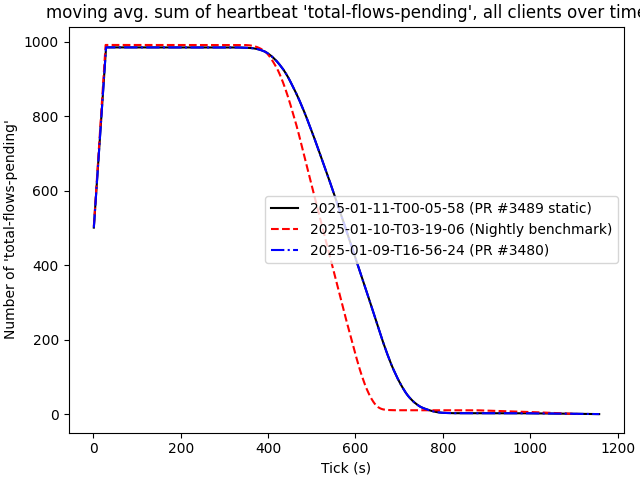 moving avg. sum of heartbeat 'total-flows-pending', all clients over time
Number of 'total-flows-pending'
1000
800
600
400
200
0
2025-01-11-T00-05-58 (PR #3489 static)
2025-01-10-T03-19-06 (Nightly benchmark)
2025-01-09-T16-56-24 (PR #3480)
0 200 400 600 800 1000 1200
Tick (s)